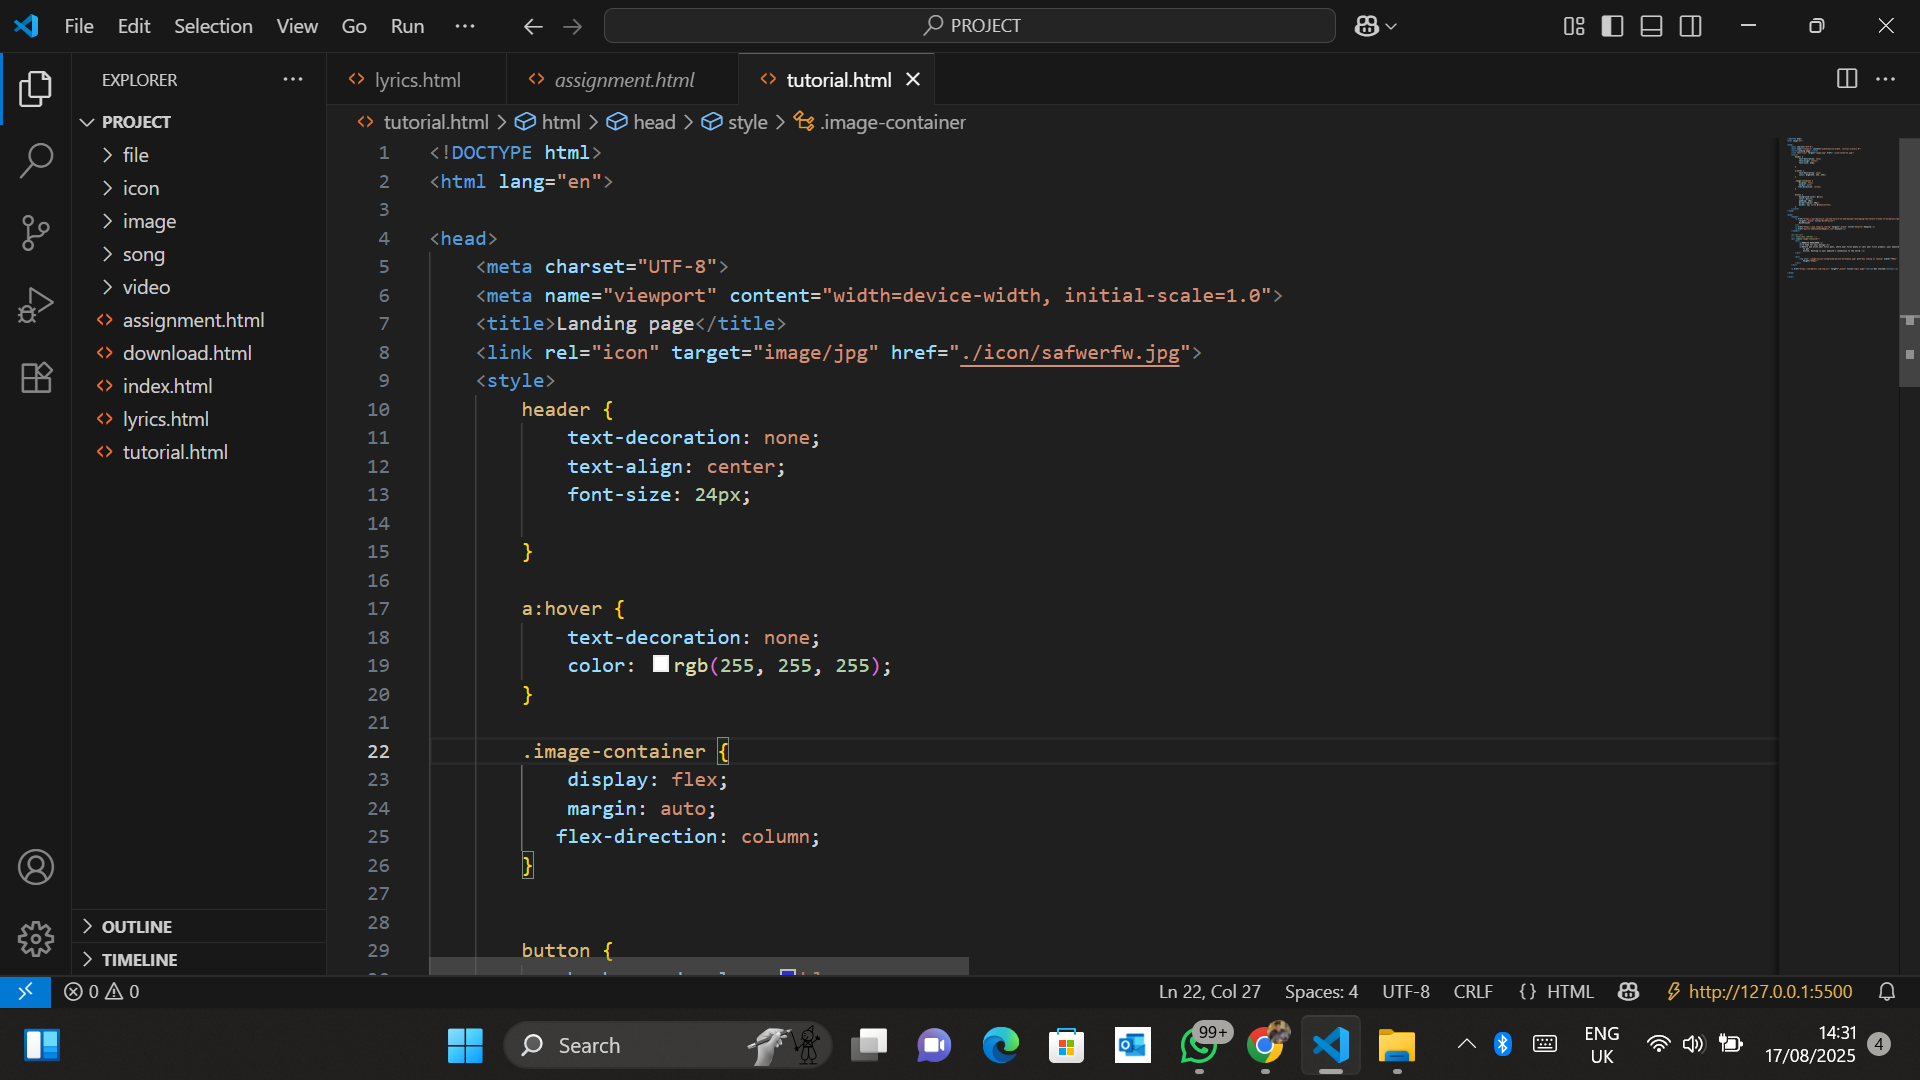 File Edit Selection View Go Run ··· PROJECT
EXPLORER ···
PROJECT
file
icon
image
song
video
assignment.html
download.html
index.html
lyrics.html
tutorial.html
OUTLINE
TIMELINE
lyrics.html assignment.html tutorial.html
tutorial.html > html > head > style > .image-container
1 <!DOCTYPE html>
2 <html lang="en">
3
4 <head>
5 <meta charset="UTF-8">
6 <meta name="viewport" content="width=device-width, initial-scale=1.0">
7 <title>Landing page</title>
8 <link rel="icon" target="image/jpg" href="./icon/safwerfw.jpg">
9 <style>
10 header {
11 text-decoration: none;
12 text-align: center;
13 font-size: 24px;
14
15 }
16
17 a:hover {
18 text-decoration: none;
19 color: rgb(255, 255, 255);
20 }
21
22 .image-container {
23 display: flex;
24 margin: auto;
25 flex-direction: column;
26 }
27
28
29 button {
0 0 Ln 22, Col 27 Spaces: 4 UTF-8 CRLF {} HTML http://127.0.0.1:5500
Search 99+ ENG 14:31
UK 17/08/2025 4